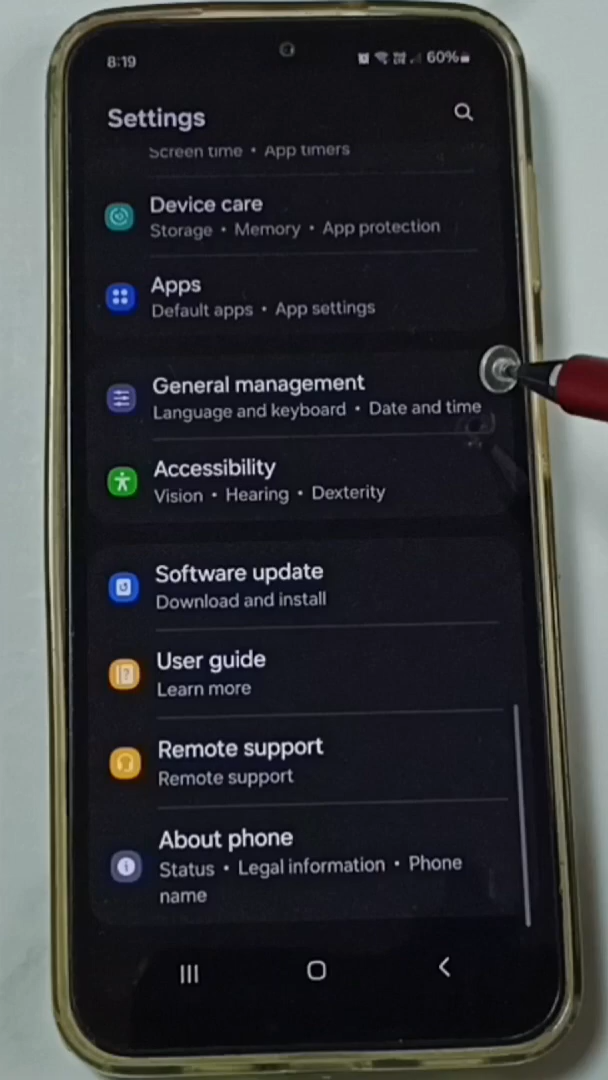 8:19
60%
Settings
Screen time • App timers
Device care
Storage • Memory • App protection
Apps
Default apps • App settings
General management
Language and keyboard • Date and time
Accessibility
Vision • Hearing • Dexterity
Software update
Download and install
User guide
Learn more
Remote support
Remote support
About phone
Status • Legal information • Phone
name